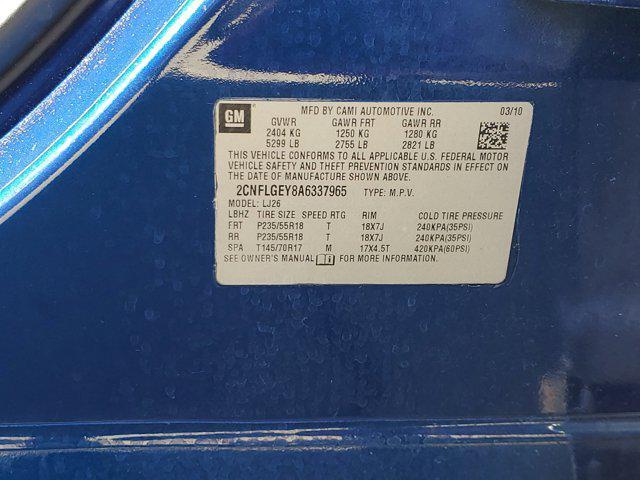 GM
MFD BY CAMI AUTOMOTIVE INC. 03/10
GVWR GAWR FRT GAWR RR
2404 KG 1250 KG 1280 KG
5299 LB 2755 LB 2821 LB
THIS VEHICLE CONFORMS TO ALL APPLICABLE U.S. FEDERAL MOTOR
VEHICLE SAFETY AND THEFT PREVENTION STANDARDS IN EFFECT ON
THE DATE OF MANUFACTURE SHOWN ABOVE.
2CNFLGEY8A6337965 TYPE: M.P.V.
MODEL: LJ26
LBHZ TIRE SIZE SPEED RTG RIM COLD TIRE PRESSURE
FRT P235/55R18 T 18X7J 240KPA(35PSI)
RR P235/55R18 T 18X7J 240KPA(35PSI)
SPA T145/70R17 M 17X4.5T 420KPA(60PSI)
SEE OWNER'S MANUAL FOR MORE INFORMATION.